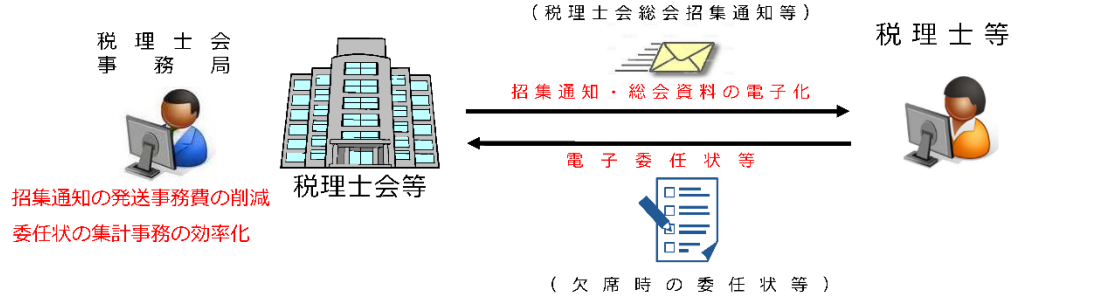 (税理士会総会招集通知等)
税理士会
事務局
税理士等
招集通知・総会資料の電子化
電子委任状等
税理士会等
招集通知の発送事務費の削減
委任状の集計事務の効率化
(欠席時の委任状等)